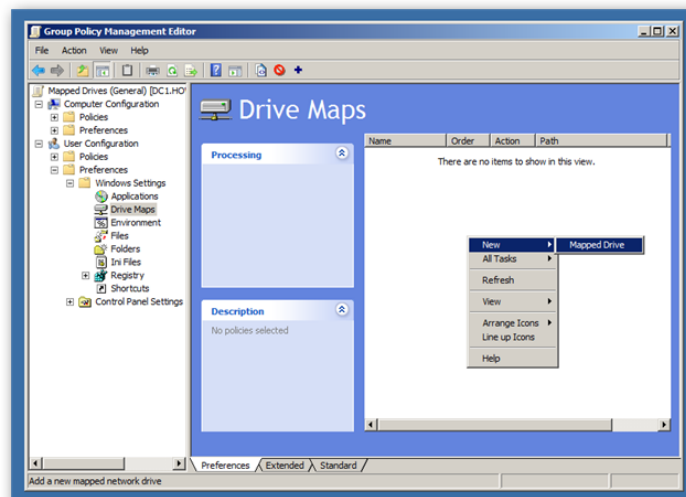 Group Policy Management Editor
File Action View Help
Mapped Drives (General) [DC1.HO
Computer Configuration
Policies
Preferences
User Configuration
Policies
Preferences
Windows Settings
Applications
Drive Maps
Environment
Files
Folders
Ini Files
Registry
Shortcuts
Control Panel Settings
Drive Maps
Processing
Description
No policies selected
Name Order Action Path
There are no items to show in this view.
New
All Tasks
Refresh
View
Arrange Icons
Line up Icons
Help
Mapped Drive
Preferences Extended Standard
Add a new mapped network drive